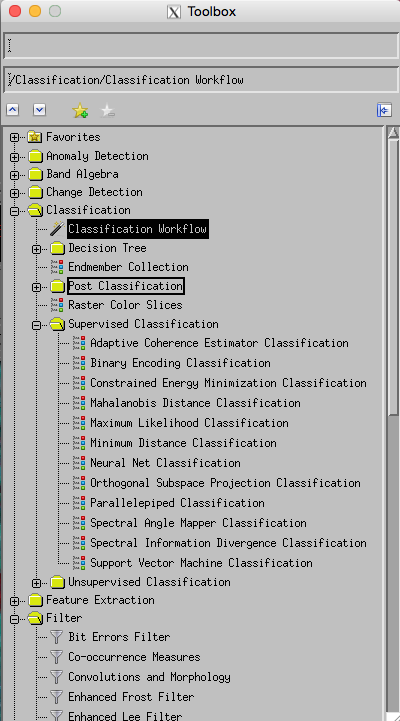 Toolbox
/Classification/Classification Workflow
Favorites
Anomaly Detection
Band Algebra
Change Detection
Classification
Classification Workflow
Decision Tree
Endmember Collection
Post Classification
Raster Color Slices
Supervised Classification
Adaptive Coherence Estimator Classification
Binary Encoding Classification
Constrained Energy Minimization Classification
Mahalanobis Distance Classification
Maximum Likelihood Classification
Minimum Distance Classification
Neural Net Classification
Orthogonal Subspace Projection Classification
Parallelepiped Classification
Spectral Angle Mapper Classification
Spectral Information Divergence Classification
Support Vector Machine Classification
Unsupervised Classification
Feature Extraction
Filter
Bit Errors Filter
Co-occurrence Measures
Convolutions and Morphology
Enhanced Frost Filter
Enhanced Lee Filter